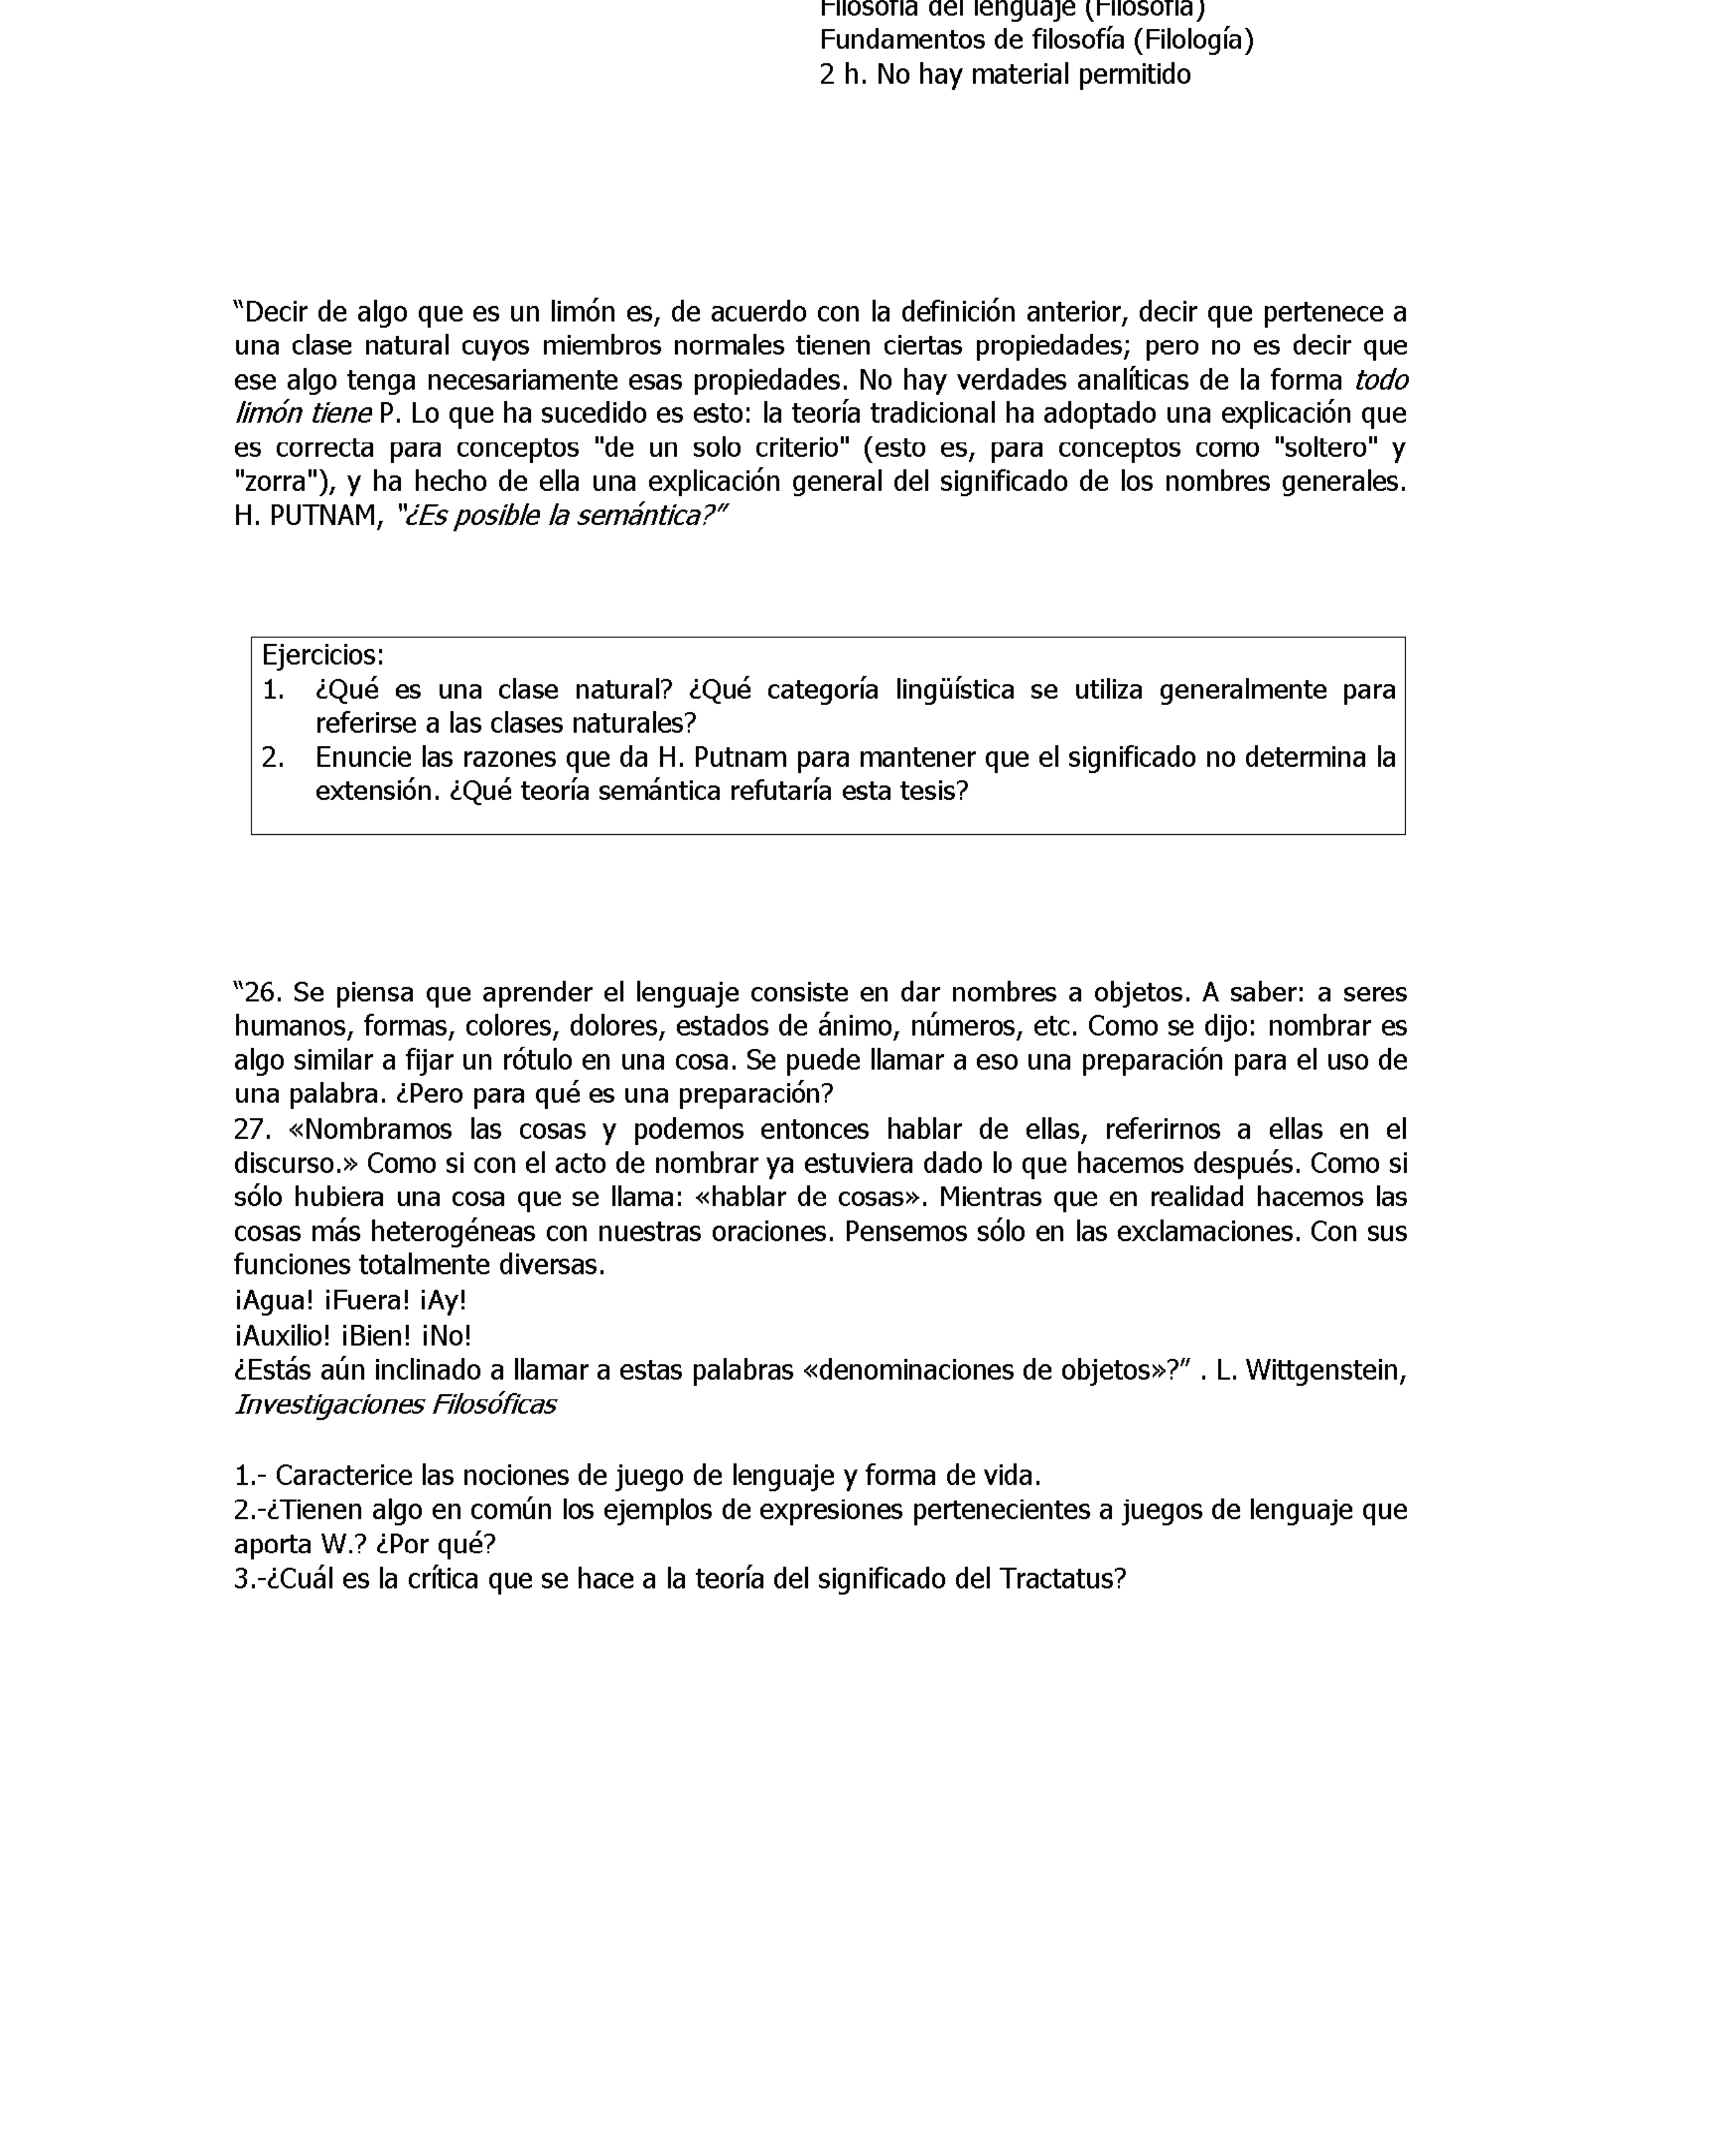 Filosofía del lenguaje (Filosofía)
Fundamentos de filosofía (Filología)
2 h. No hay material permitido
“Decir de algo que es un limón es, de acuerdo con la definición anterior, decir que pertenece a
una clase natural cuyos miembros normales tienen ciertas propiedades; pero no es decir que
ese algo tenga necesariamente esas propiedades. No hay verdades analíticas de la forma todo
limón tiene P. Lo que ha sucedido es esto: la teoría tradicional ha adoptado una explicación que
es correcta para conceptos "de un solo criterio" (esto es, para conceptos como "soltero" y
"zorra"), y ha hecho de ella una explicación general del significado de los nombres generales.
H. PUTNAM, “¿Es posible la semántica?”
Ejercicios:
1. ¿Qué es una clase natural? ¿Qué categoría lingüística se utiliza generalmente para
referirse a las clases naturales?
2. Enuncie las razones que da H. Putnam para mantener que el significado no determina la
extensión. ¿Qué teoría semántica refutaría esta tesis?
“26. Se piensa que aprender el lenguaje consiste en dar nombres a objetos. A saber: a seres
humanos, formas, colores, dolores, estados de ánimo, números, etc. Como se dijo: nombrar es
algo similar a fijar un rótulo en una cosa. Se puede llamar a eso una preparación para el uso de
una palabra. ¿Pero para qué es una preparación?
27. «Nombramos las cosas y podemos entonces hablar de ellas, referirnos a ellas en el
discurso.» Como si con el acto de nombrar ya estuviera dado lo que hacemos después. Como si
sólo hubiera una cosa que se llama: «hablar de cosas». Mientras que en realidad hacemos las
cosas más heterogéneas con nuestras oraciones. Pensemos sólo en las exclamaciones. Con sus
funciones totalmente diversas.
¡Agua! ¡Fuera! ¡Ay!
¡Auxilio! ¡Bien! ¡No!
¿Estás aún inclinado a llamar a estas palabras «denominaciones de objetos»?” . L. Wittgenstein,
Investigaciones Filosóficas
1.- Caracterice las nociones de juego de lenguaje y forma de vida.
2.-¿Tienen algo en común los ejemplos de expresiones pertenecientes a juegos de lenguaje que
aporta W.? ¿Por qué?
3.-¿Cuál es la crítica que se hace a la teoría del significado del Tractatus?